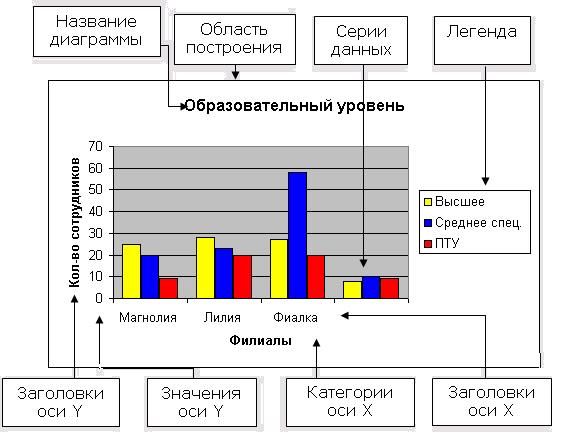 Название
диаграммы
Область
построения
Серии
данных
Легенда
Образовательный уровень
Кол-во сотрудников
70
60
50
40
30
20
10
0
Высшее
Среднее спец.
ПТУ
Магнолия
Лилия
Фиалка
Филиалы
Заголовки
оси Y
Значения
оси Y
Категории
оси X
Заголовки
оси X